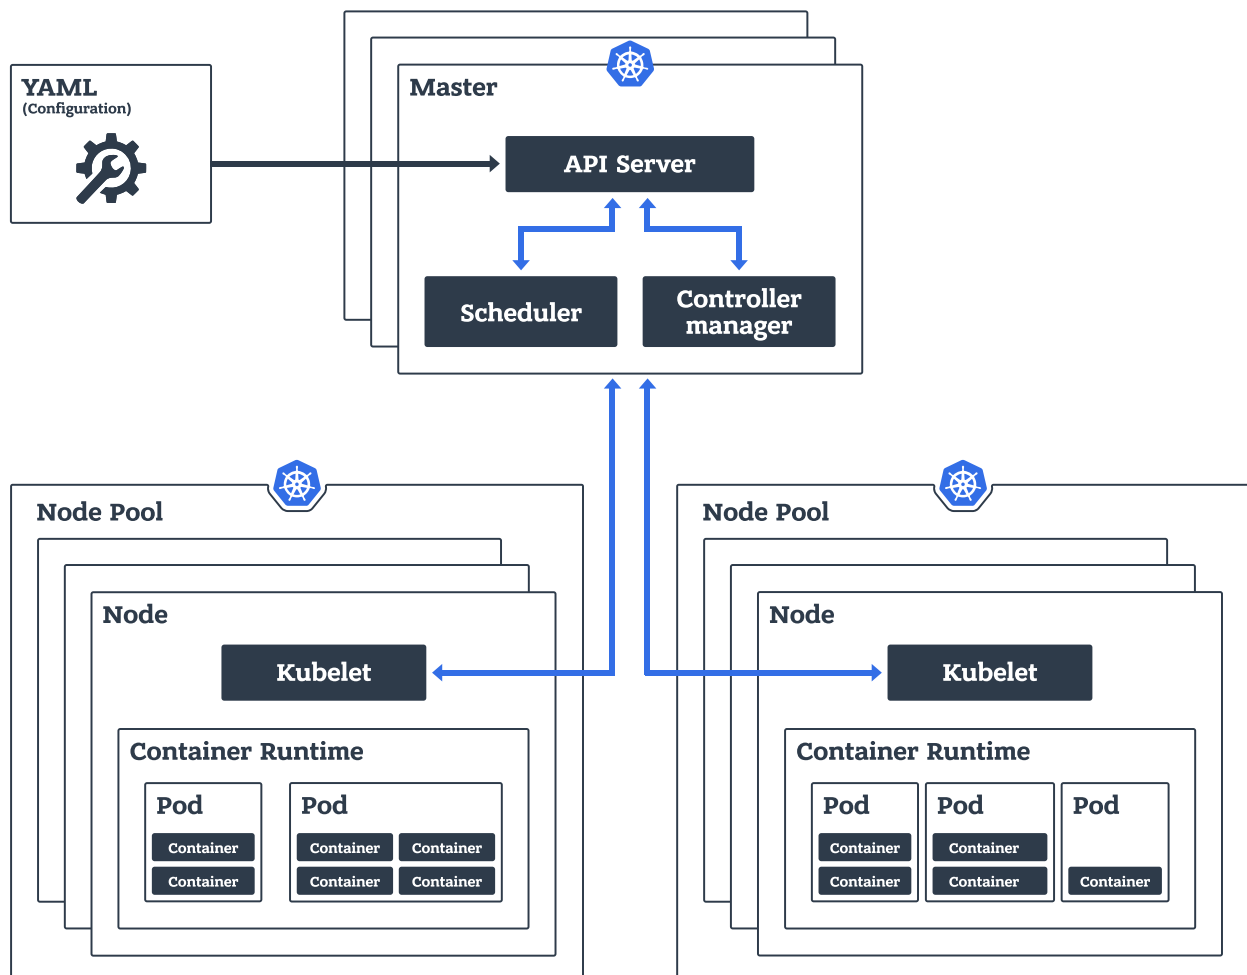 YAML
(Configuration)
Master
API Server
Scheduler
Controller
manager
Node Pool
Node
Kubelet
Container Runtime
Pod
Container
Container
Pod
Container Container
Container Container
Node Pool
Node
Kubelet
Container Runtime
Pod
Container
Container
Pod
Container
Container
Pod
Container